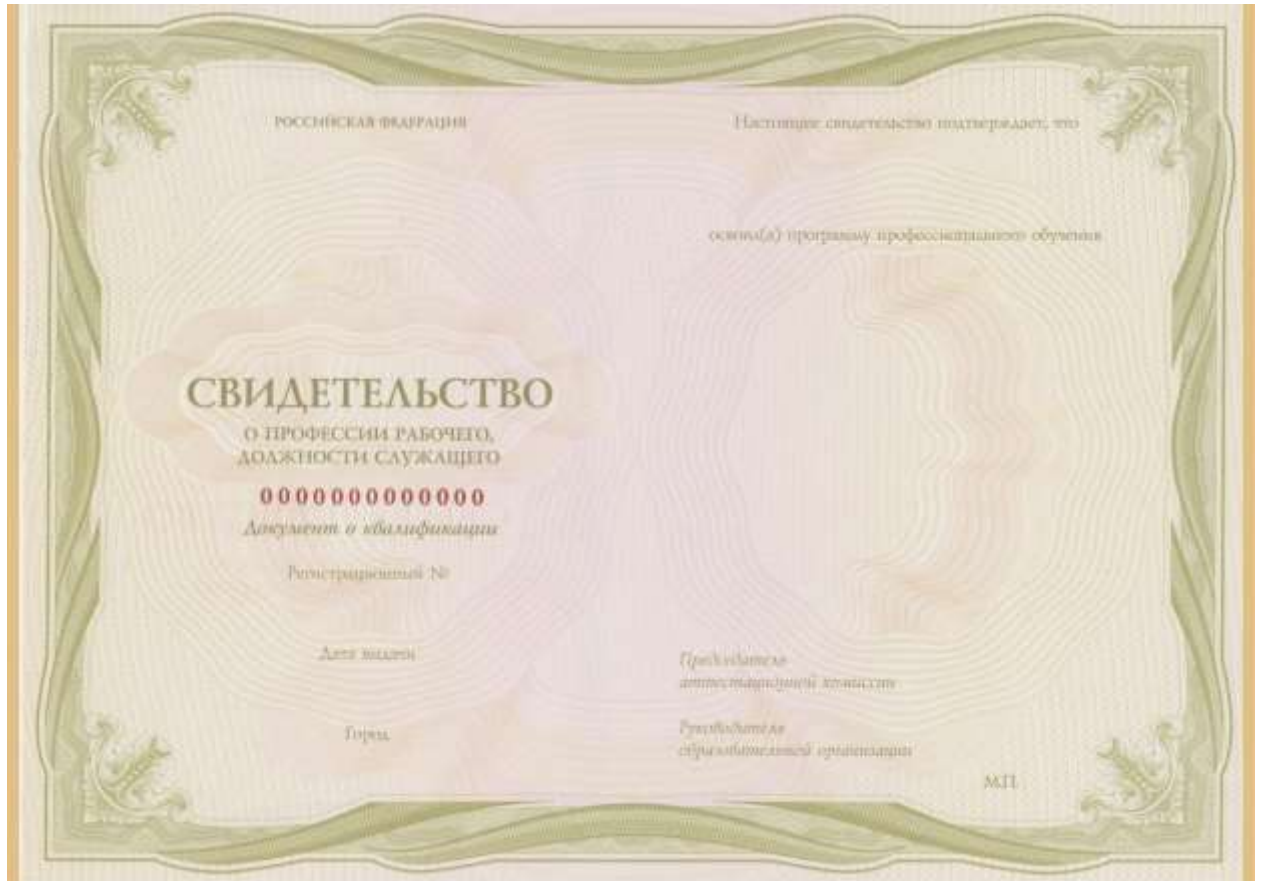 РОССИЙСКАЯ ФЕДЕРАЦИЯ
СВИДЕТЕЛЬСТВО
О ПРОФЕССИИ РАБОЧЕГО,
ДОЛЖНОСТИ СЛУЖАЩЕГО
0000000000000
Документ о квалификации
Регистрационный №
Дата выдачи
Город
Настоящее свидетельство подтверждает, что
освоил(а) программу профессионального обучения
Председатель
аттестационной комиссии
Руководитель
образовательной организации
М.П.